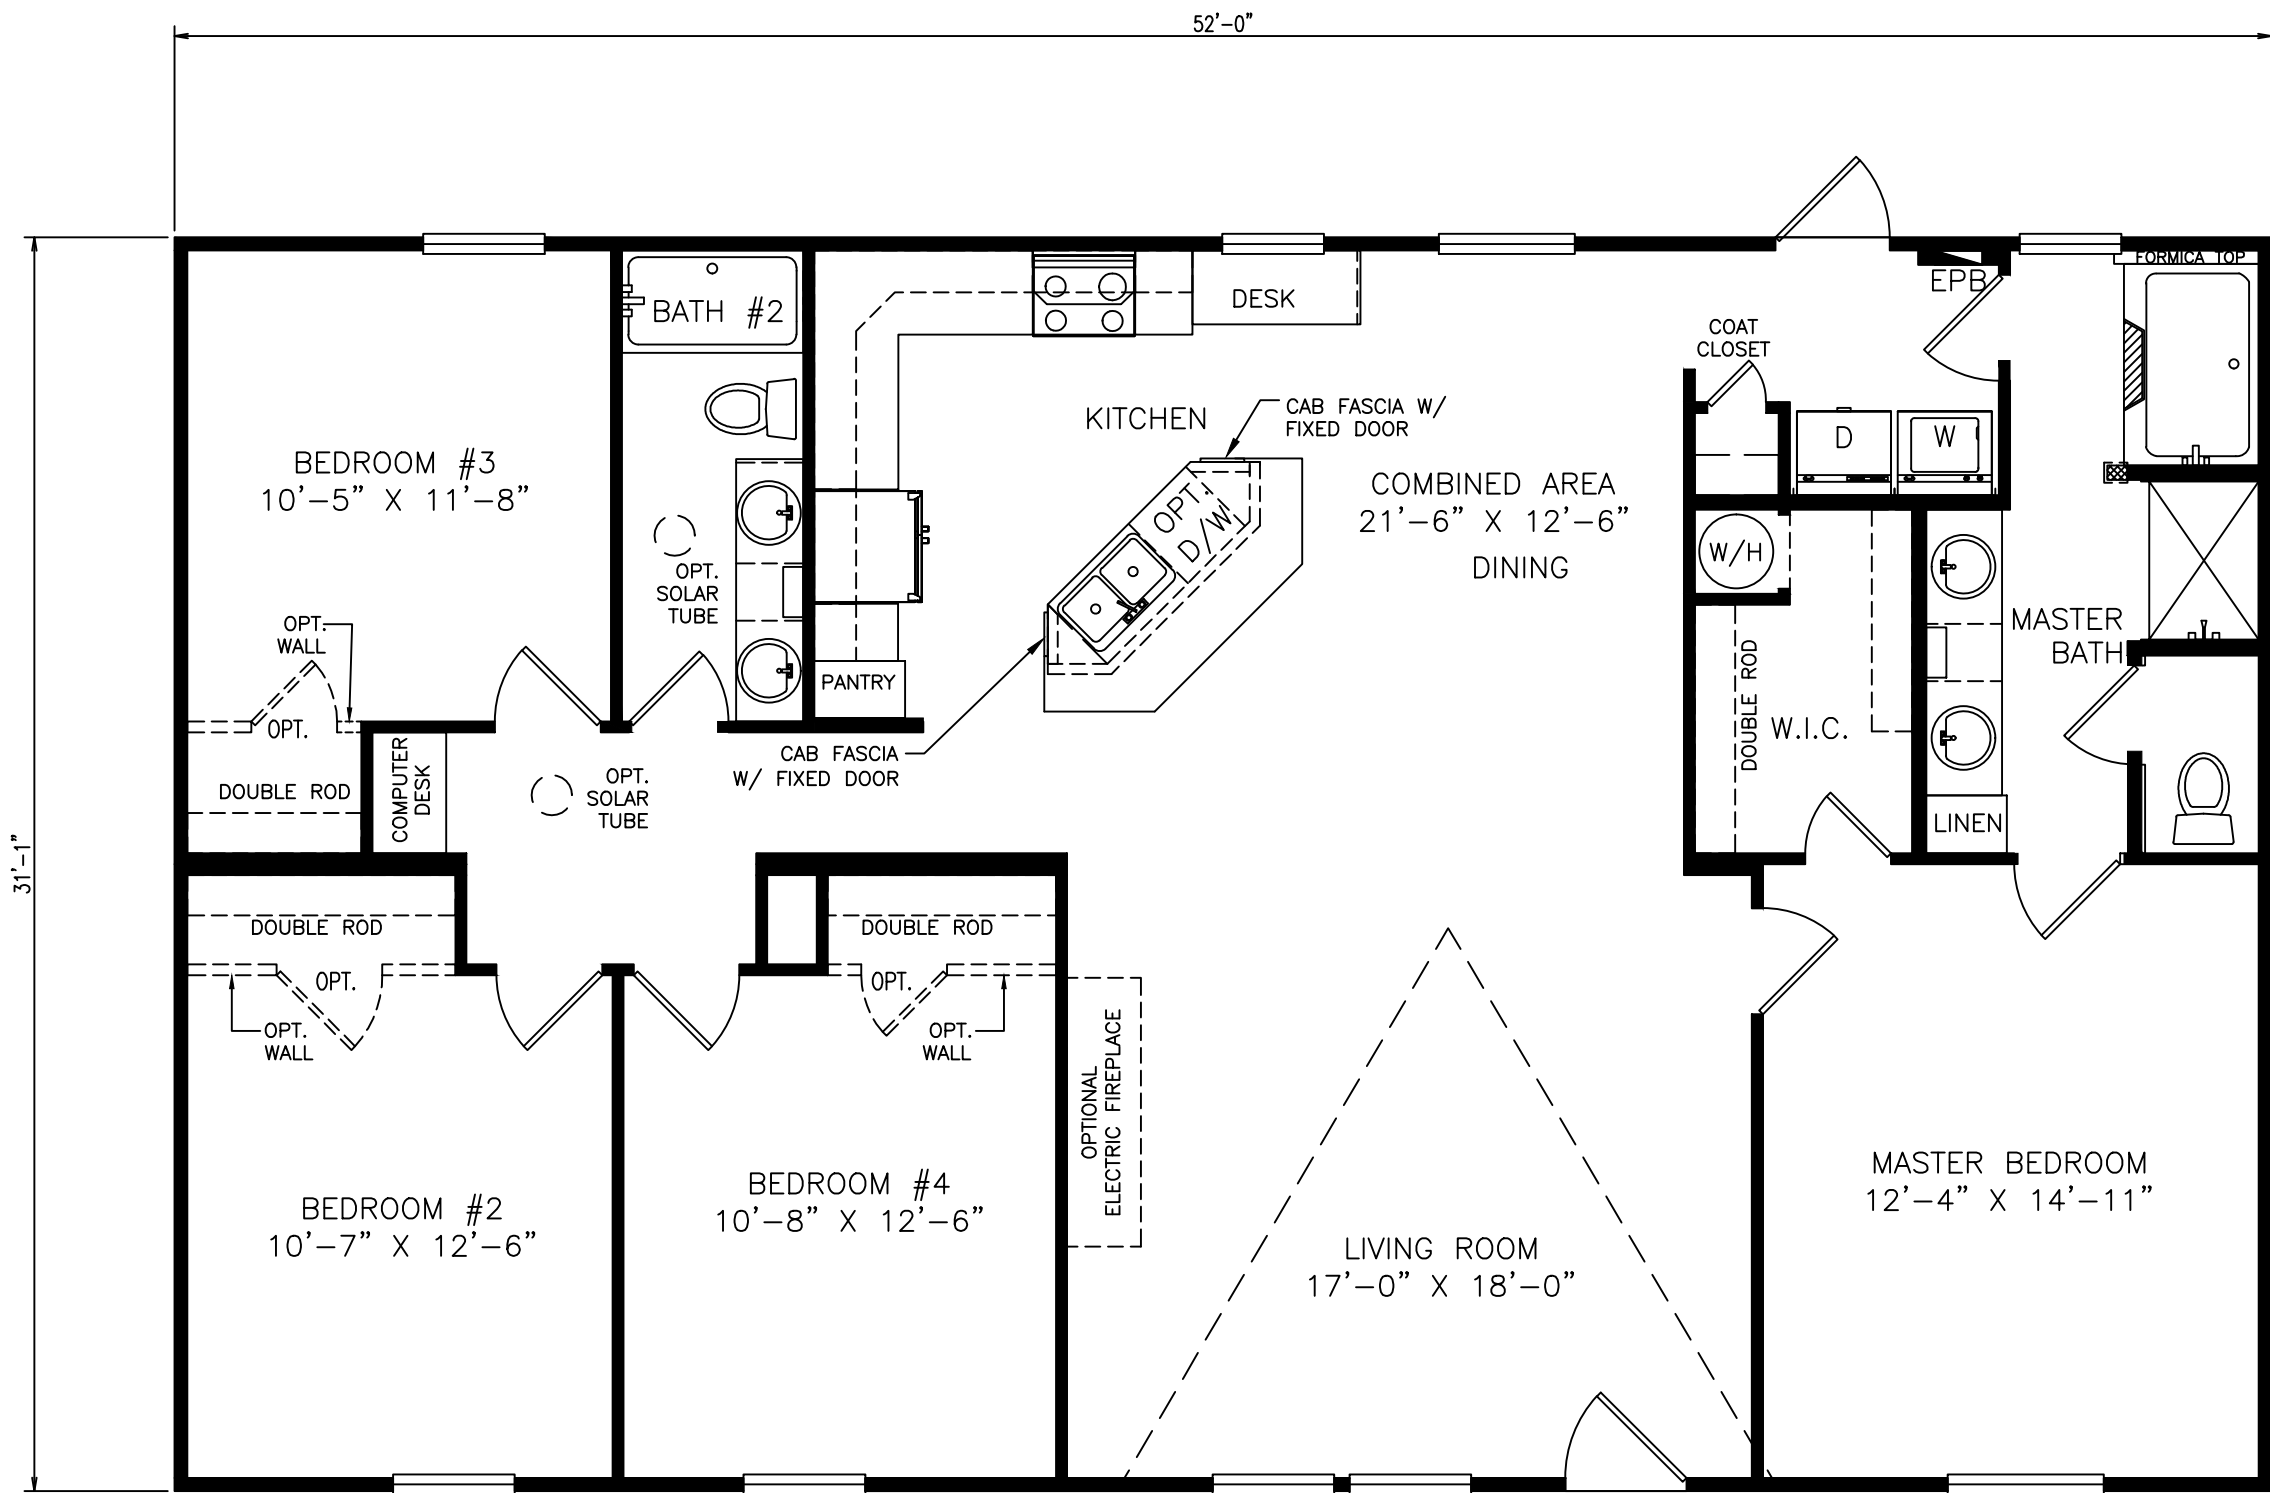 52'-0"
31'-1"
BATH #2
DESK
EPB
FORMICA TOP
COAT
CLOSET
KITCHEN
CAB FASCIA W/
FIXED DOOR
D
W
BEDROOM #3
10'-5" X 11'-8"
COMBINED AREA
21'-6" X 12'-6"
DINING
OPT.
D/W
W/H
OPT.
SOLAR
TUBE
OPT.
WALL
OPT.
PANTRY
MASTER
BATH
DOUBLE ROD
W.I.C.
CAB FASCIA
W/ FIXED DOOR
COMPUTER
DESK
DOUBLE ROD
OPT.
SOLAR
TUBE
LINEN
DOUBLE ROD
OPT.
OPT.
WALL
DOUBLE ROD
OPT.
OPT.
WALL
OPTIONAL
ELECTRIC FIREPLACE
BEDROOM #2
10'-7" X 12'-6"
BEDROOM #4
10'-8" X 12'-6"
LIVING ROOM
17'-0" X 18'-0"
MASTER BEDROOM
12'-4" X 14'-11"